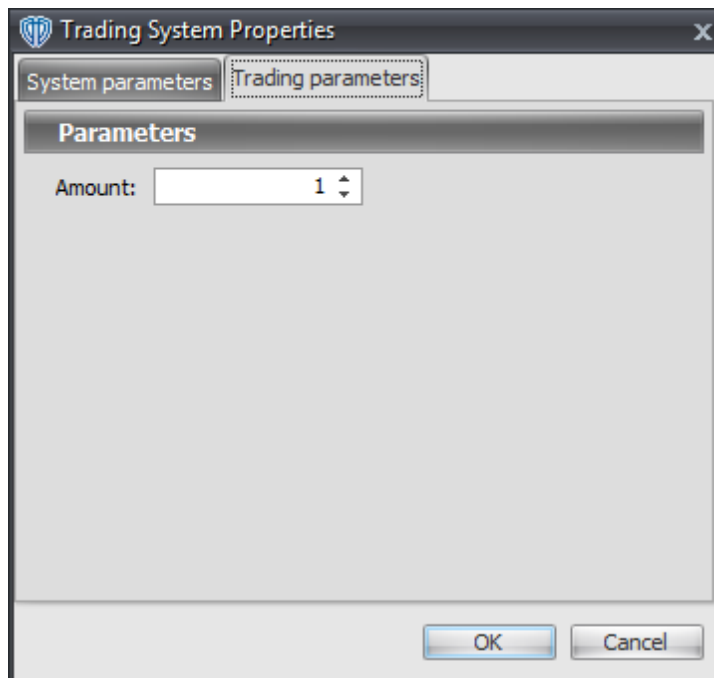 Trading System Properties
System parameters Trading parameters
Parameters
Amount: 1
OK Cancel